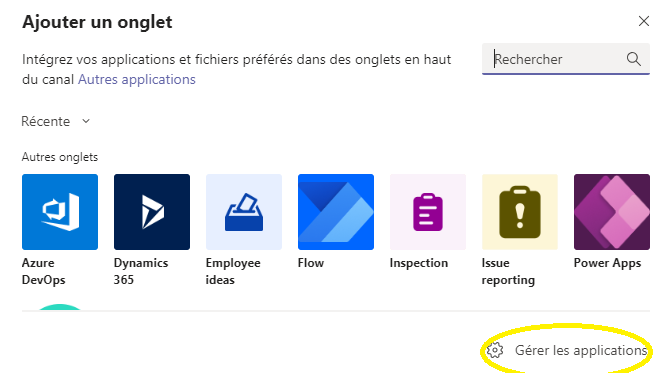 Ajouter un onglet
Intégrez vos applications et fichiers préférés dans des onglets en haut
du canal Autres applications
Rechercher
Récente
Autres onglets
Azure
DevOps
Dynamics
365
Employee
ideas
Flow
Inspection
Issue
reporting
Power Apps
Gérer les applications